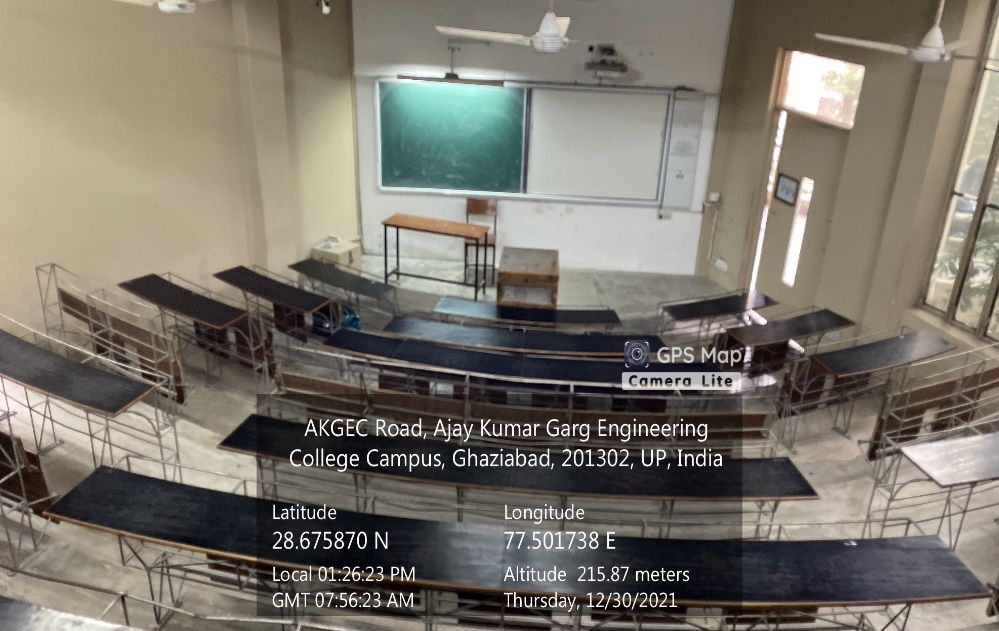 GPS Map
Camera Lite
AKGEC Road, Ajay Kumar Garg Engineering
College Campus, Ghaziabad, 201302, UP, India
Latitude
28.675870 N
Longitude
77.501738 E
Local 01:26:23 PM
GMT 07:56:23 AM
Altitude 215.87 meters
Thursday, 12/30/2021